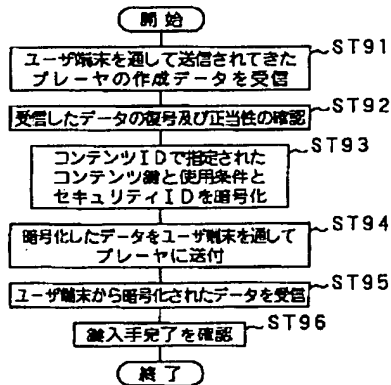 開始
ユーザ端末を通して送信されてきた
プレーヤの作成データを受信
ST91
受信したデータの復号及び正当性の確認
ST92
コンテンツIDで指定された
コンテンツ鍵と使用条件と
セキュリティIDを暗号化
ST93
暗号化したデータをユーザ端末を通して
プレーヤに送付
ST94
ユーザ端末から暗号化されたデータを受信
ST95
鍵入手完了を確認
ST96
終了